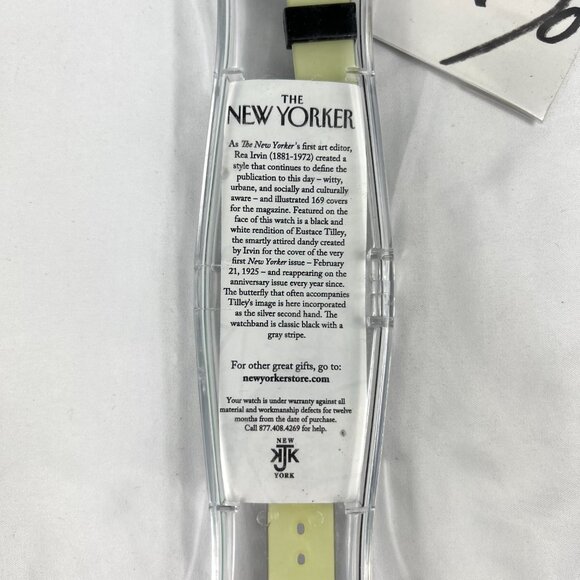 THE
NEW YORKER
As The New Yorker's first art editor,
Rea Irvin (1881-1972) created a
style that continues to define the
publication to this day – witty,
urbane, and socially and culturally
aware – and illustrated 169 covers
for the magazine. Featured on the
face of this watch is a black and
white rendition of Eustace Tilley,
the smartly attired dandy created
by Irvin for the cover of the very
first New Yorker issue – February
21, 1925 – and reappearing on the
anniversary issue every year since.
The butterfly that often accompanies
Tilley's image is here incorporated
as the silver second hand. The
watchband is classic black with a
gray stripe.
For other great gifts, go to:
newyorkerstore.com
Your watch is under warranty against all
material and workmanship defects for twelve
months from the date of purchase.
Call 877.408.4269 for help.
NEW
KJK
YORK